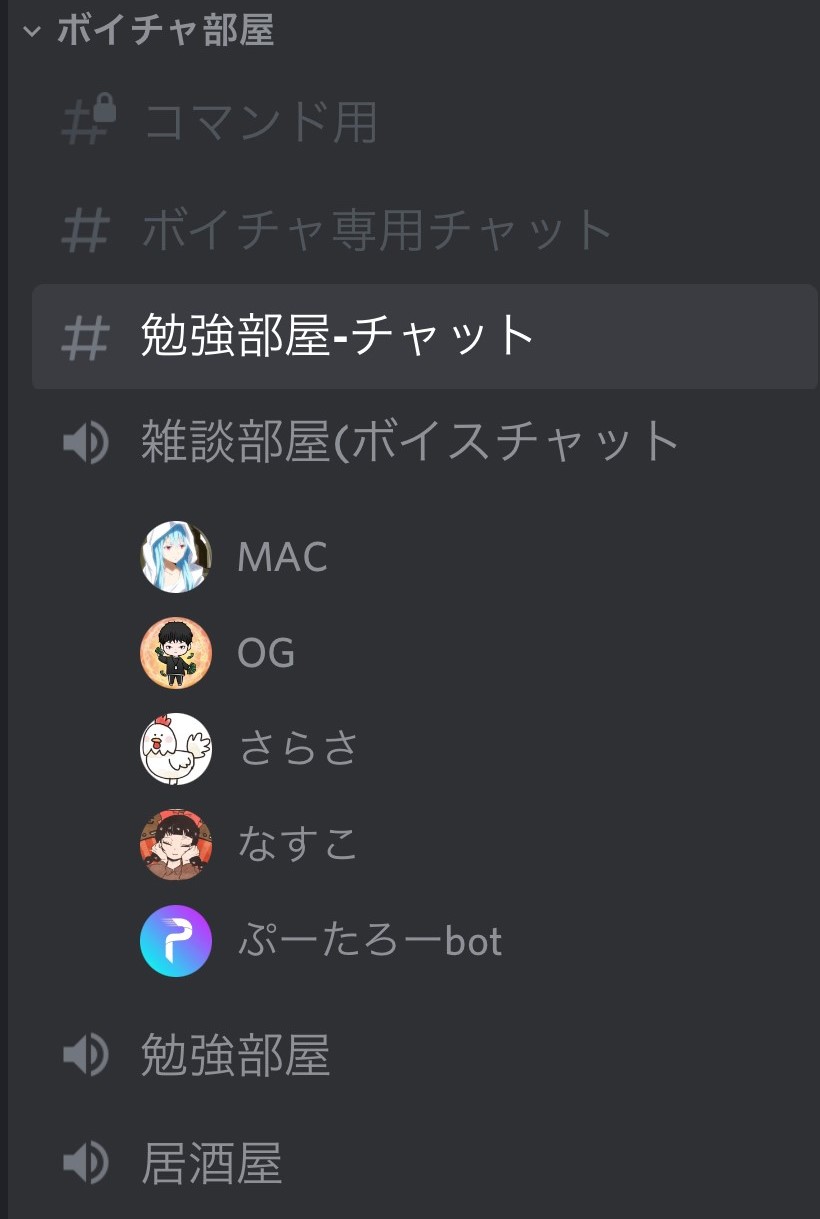 ボイチャ部屋
コマンド用
ボイチャ専用チャット
勉強部屋-チャット
雑談部屋(ボイスチャット
MAC
OG
さらさ
なすこ
ぷーたろーbot
勉強部屋
居酒屋